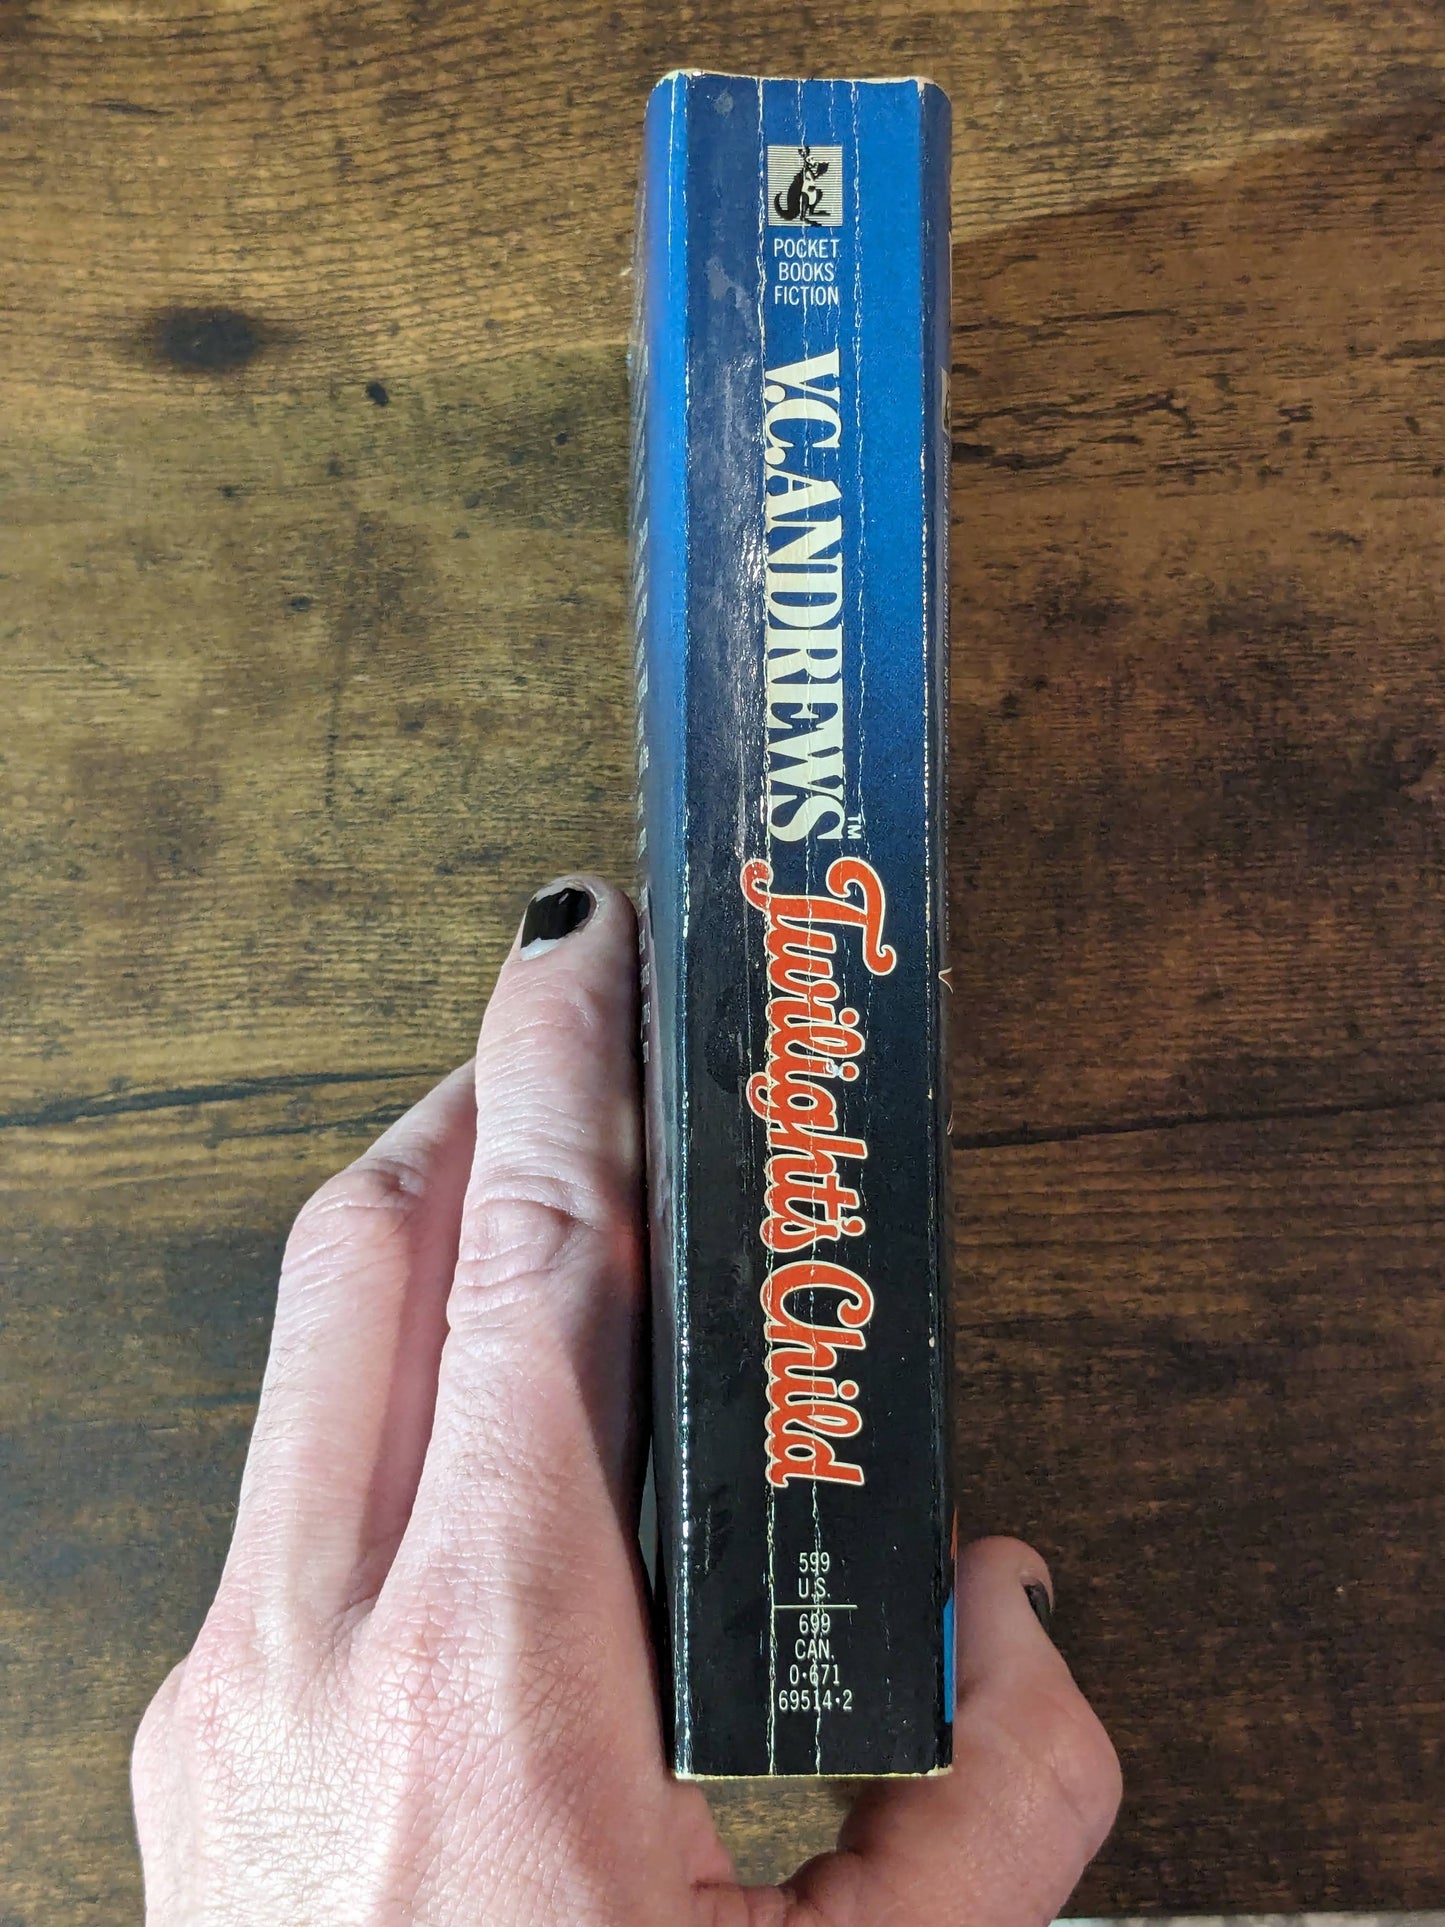 POCKET
BOOKS
FICTION
V.C. ANDREWS™
Twilight's Child
599
U.S.
699
CAN.
0·671
69514·2